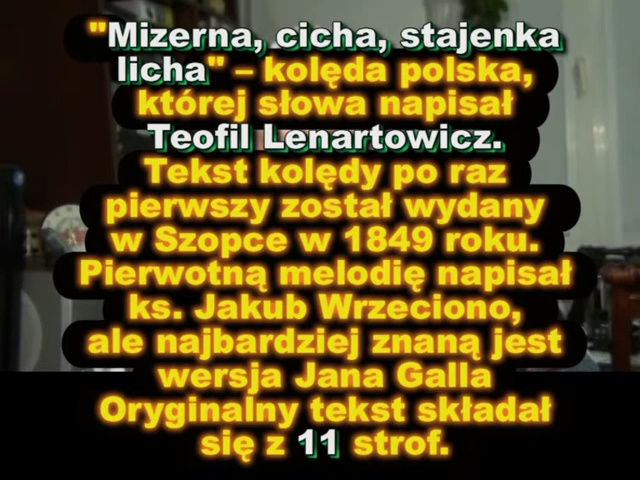 "Mizerna, cicha, stajenka
licha" – kolęda polska,
której słowa napisał
Teofil Lenartowicz.
Tekst kolędy po raz
pierwszy został wydany
w Szopce w 1849 roku.
Pierwotną melodię napisał
ks. Jakub Wrzeciono,
ale najbardziej znaną jest
wersja Jana Galla
Oryginalny tekst składał
się z 11 strof.